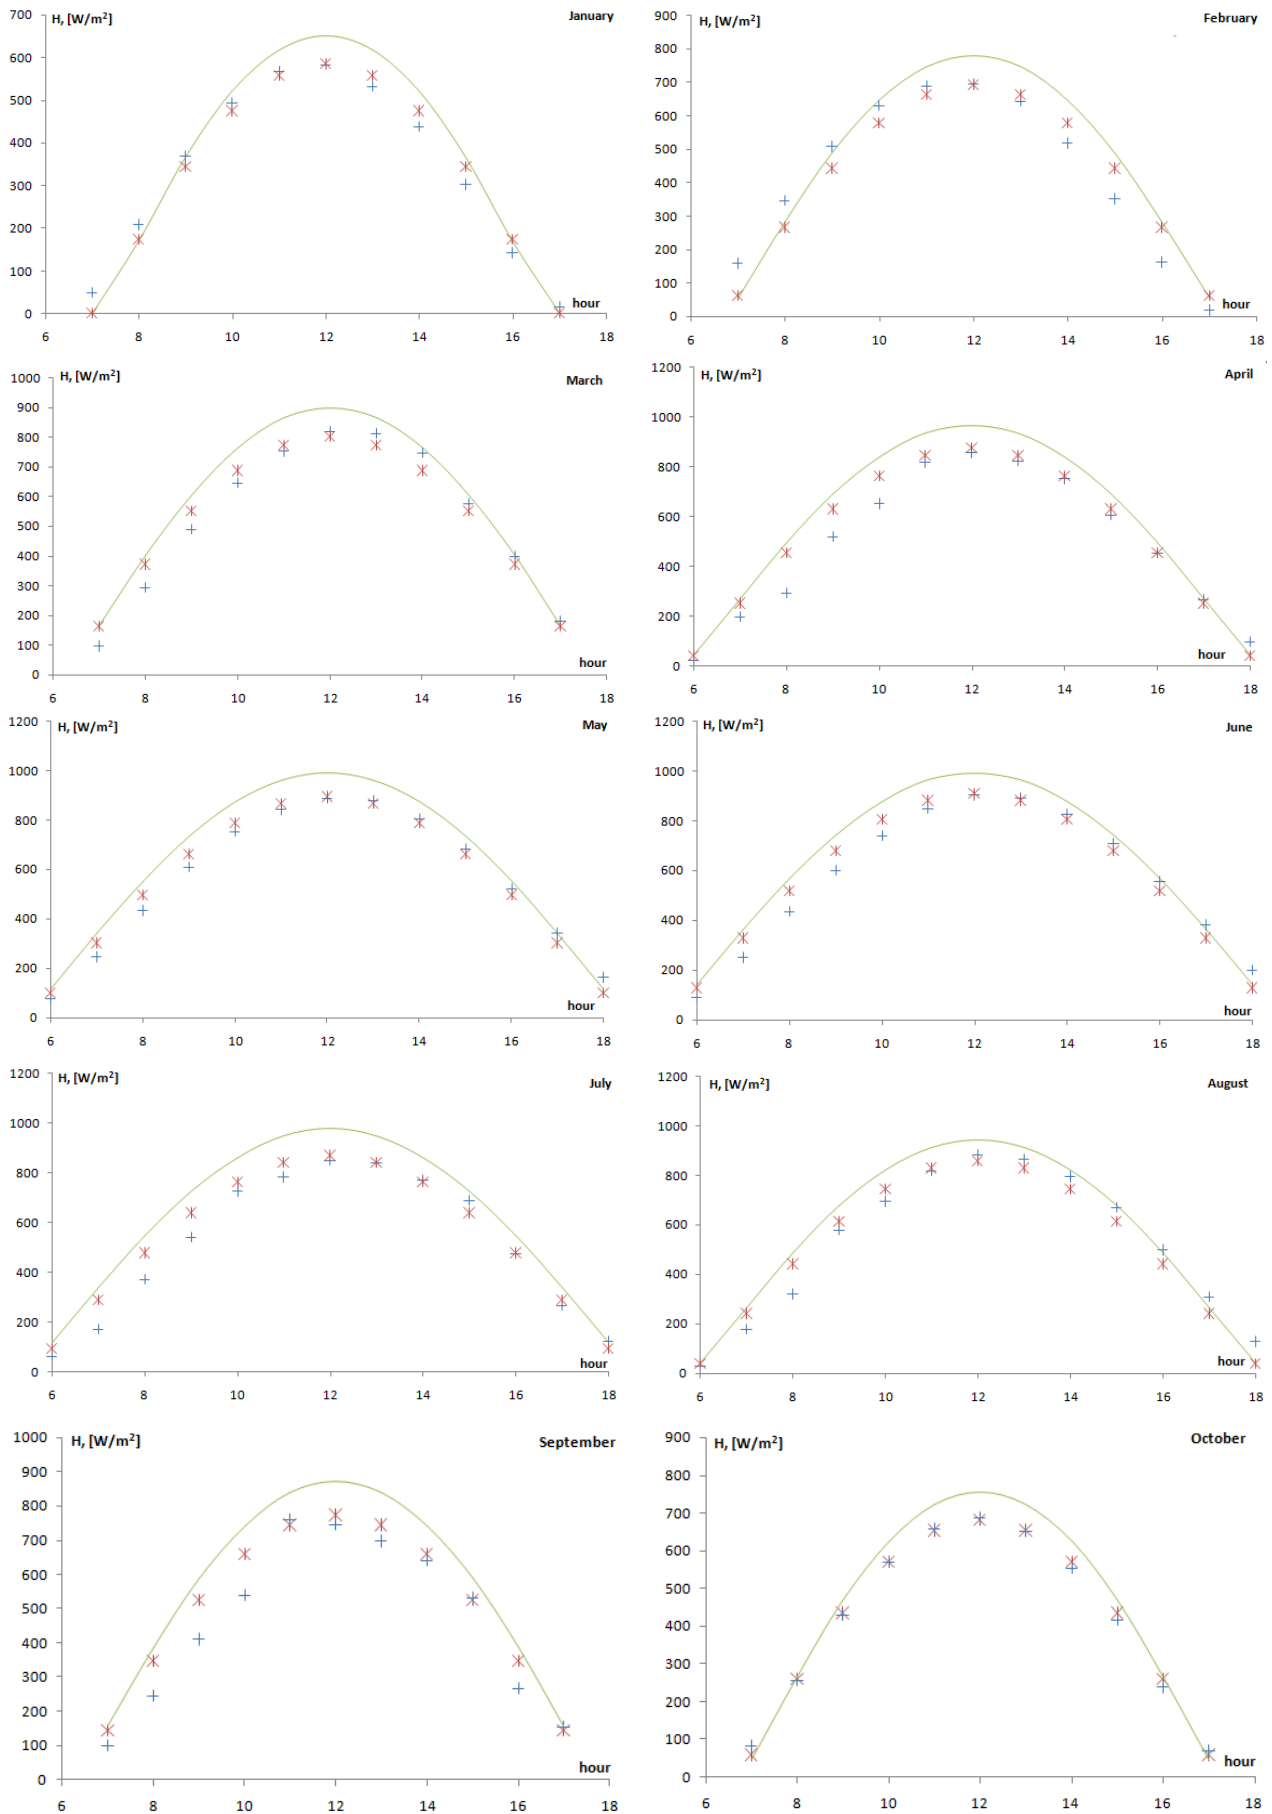 H, [W/m²] January
700
600
500
400
300
200
100
0
hour
6 8 10 12 14 16 18
H, [W/m²] February
900
800
700
600
500
400
300
200
100
0
hour
6 8 10 12 14 16 18
H, [W/m²] March
1000
900
800
700
600
500
400
300
200
100
0
hour
6 8 10 12 14 16 18
H, [W/m²] April
1200
1000
800
600
400
200
0
hour
6 8 10 12 14 16 18
H, [W/m²] May
1200
1000
800
600
400
200
0
hour
6 8 10 12 14 16 18
H, [W/m²] June
1200
1000
800
600
400
200
0
hour
6 8 10 12 14 16 18
H, [W/m²] July
1200
1000
800
600
400
200
0
hour
6 8 10 12 14 16 18
H, [W/m²] August
1200
1000
800
600
400
200
0
hour
6 8 10 12 14 16 18
H, [W/m²] September
1000
900
800
700
600
500
400
300
200
100
0
hour
6 8 10 12 14 16 18
H, [W/m²] October
900
800
700
600
500
400
300
200
100
0
hour
6 8 10 12 14 16 18